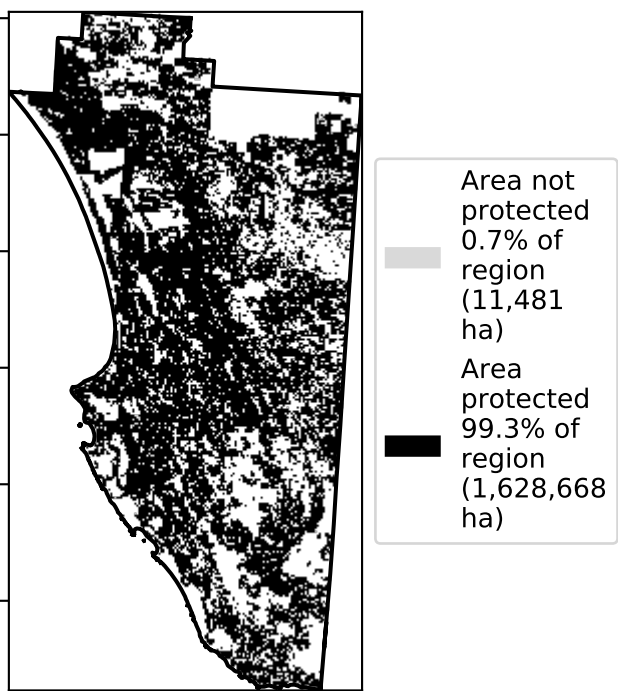 Area not
protected
0.7% of
region
(11,481
ha)
Area
protected
99.3% of
region
(1,628,668
ha)